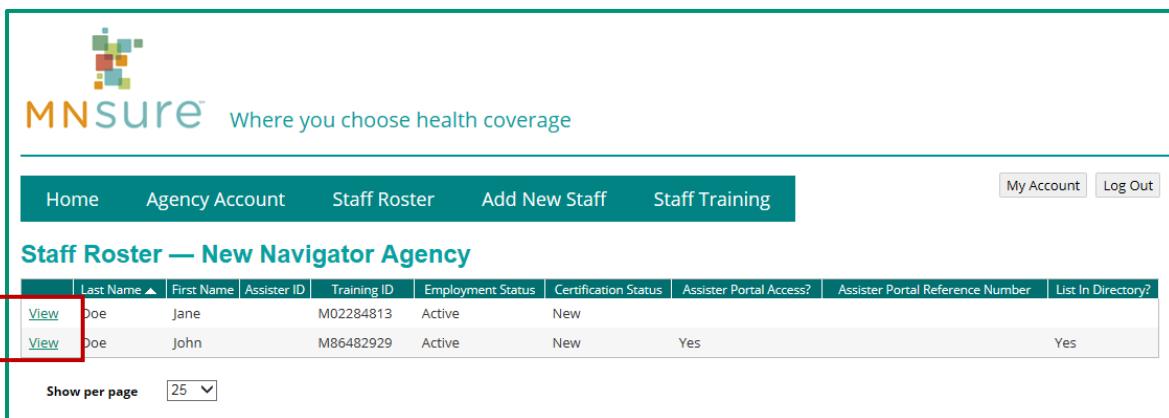 MNsure™ Where you choose health coverage
My Account Log Out
Home Agency Account Staff Roster Add New Staff Staff Training
Staff Roster — New Navigator Agency
Last Name ▲ First Name Assister ID Training ID Employment Status Certification Status Assister Portal Access? Assister Portal Reference Number List In Directory?
View Doe Jane M02284813 Active New
View Doe John M86482929 Active New Yes Yes
Show per page 25